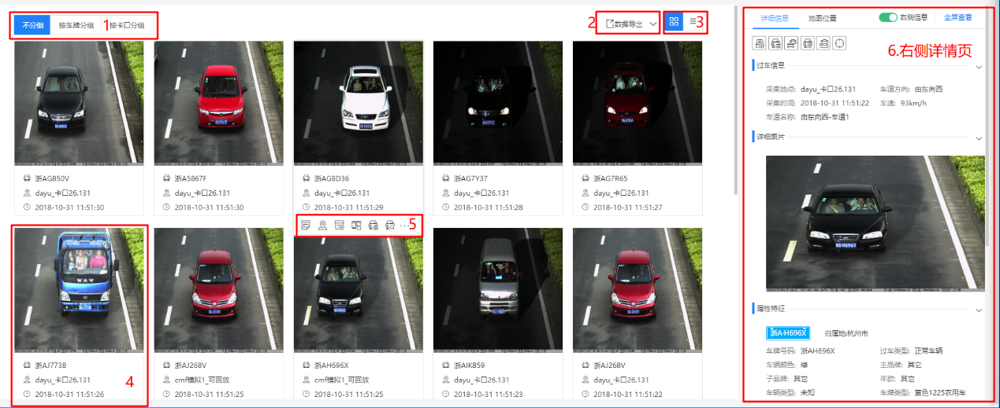 不分组 按车牌分组 1 按卡口分组 2 数据导出 3
浙AG850V 浙A5867F 浙AG8D36 浙AG7Y37 浙AG7R65
dayu_卡口26.131 dayu_卡口26.131 dayu_卡口26.131 dayu_卡口26.131 dayu_卡口26.131
2018-10-31 11:51:30 2018-10-31 11:51:30 2018-10-31 11:51:29 2018-10-31 11:51:28 2018-10-31 11:51:27
5
WAW
浙AJ773B 浙AJ268V 浙AH696X 浙AIK859 浙AJ268V
dayu_卡口26.131 cmf模拟1_可回放 cmf模拟1_可回放 dayu_卡口26.131 dayu_卡口26.131
4
2018-10-31 11:51:26 2018-10-31 11:51:25 2018-10-31 11:51:25 2018-10-31 11:51:23 2018-10-31 11:51:22
详细信息 地图位置 右侧信息 全屏查看
6.右侧详情页
过车信息
采集地点: dayu_卡口26.131 车道方向: 由东向西
采集时间: 2018-10-31 11:51:22 车速: 93km/h
车道名称: 由东向西-车道1
详细图片
属性特征
浙A·H696X 归属地:杭州市
车牌号码: 浙AH696X 过车类型: 正常车辆
车辆颜色: 绿 主品牌: 其它
子品牌: 其它 年款: 其它
车辆类型: 未知 车牌类型: 黄色1225农用车